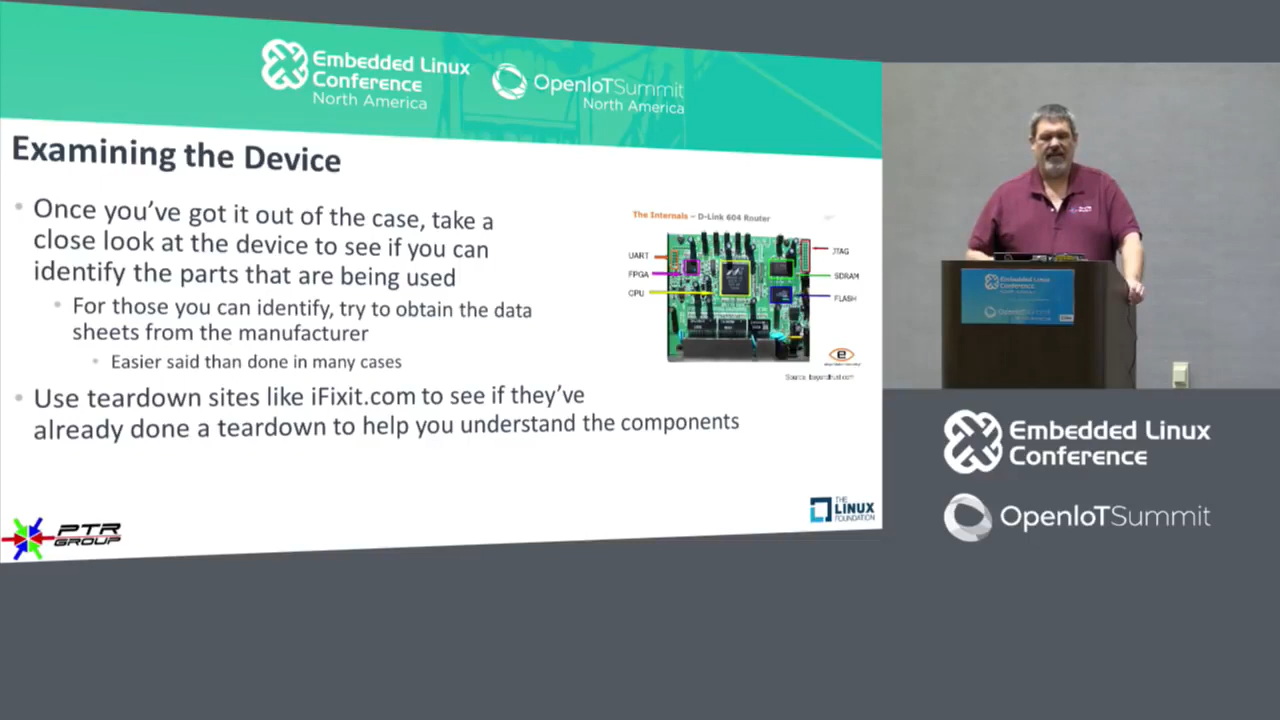 Embedded Linux
Conference
North America
OpenIoTSummit
North America
Examining the Device
• Once you've got it out of the case, take a
close look at the device to see if you can
identify the parts that are being used
• For those you can identify, try to obtain the data
sheets from the manufacturer
• Easier said than done in many cases
• Use teardown sites like iFixit.com to see if they've
already done a teardown to help you understand the components
The Internals – D-Link 604 Router
UART
FPGA
CPU
JTAG
SDRAM
FLASH
e
PTR
GROUP
THE
LINUX
FOUNDATION
Embedded Linux
Conference
OpenIoTSummit
Embedded Linux
Conference
OpenIoTSummit